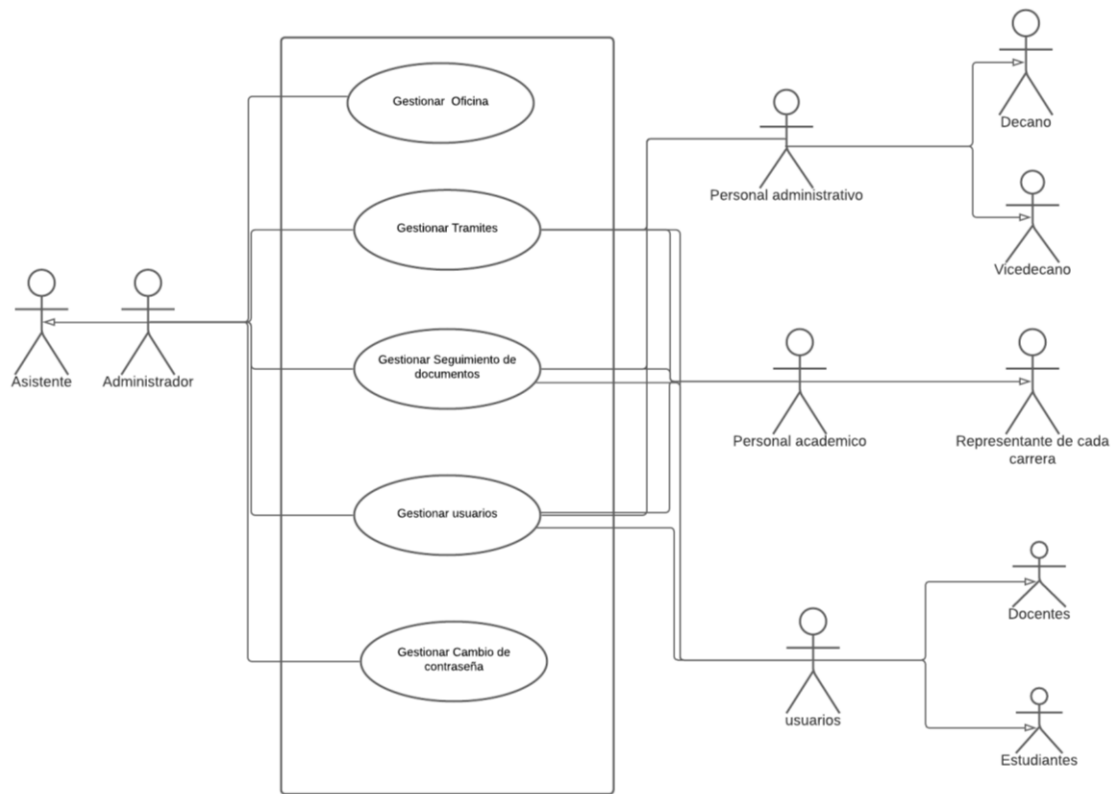 Gestionar Oficina
Gestionar Tramites
Gestionar Seguimiento de
documentos
Gestionar usuarios
Gestionar Cambio de
contraseña
Asistente
Administrador
Personal administrativo
Decano
Vicedecano
Personal academico
Representante de cada
carrera
usuarios
Docentes
Estudiantes